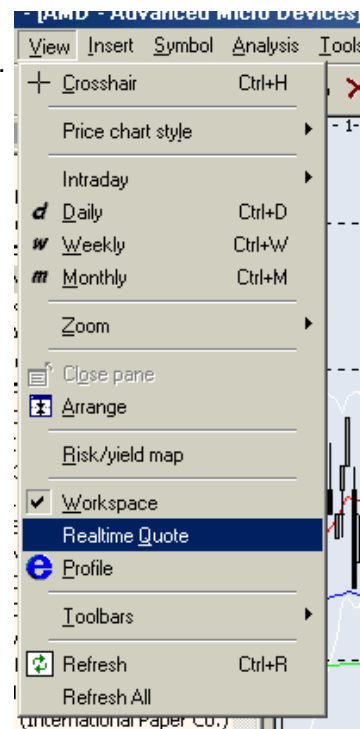 - [AMD - Advanced Micro Devices]
View Insert Symbol Analysis Tools
Crosshair Ctrl+H
Price chart style
Intraday
d Daily Ctrl+D
w Weekly Ctrl+W
m Monthly Ctrl+M
Zoom
Close pane
Arrange
Risk/yield map
Workspace
Realtime Quote
Profile
Toolbars
Refresh Ctrl+R
Refresh All
(International Paper Co.)